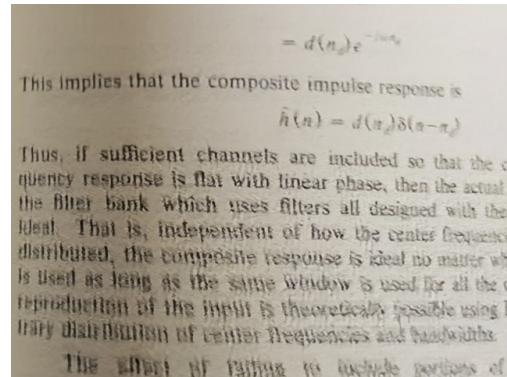 = d(n_d)e^{-jωn_d}
This implies that the composite impulse response is
h̃(n) = d(n_d)δ(n-n_d)
Thus, if sufficient channels are included so that the
quency response is flat with linear phase, then the actual
the filter bank which uses filters all designed with the
ideal. That is, independent of how the center frequenc
distributed, the composite response is ideal no matter wh
is used as long as the same window is used for all the
reproduction of the input is theoretically possible using
trary distribution of center frequencies and bandwidths.
The effect of failing to include portions of